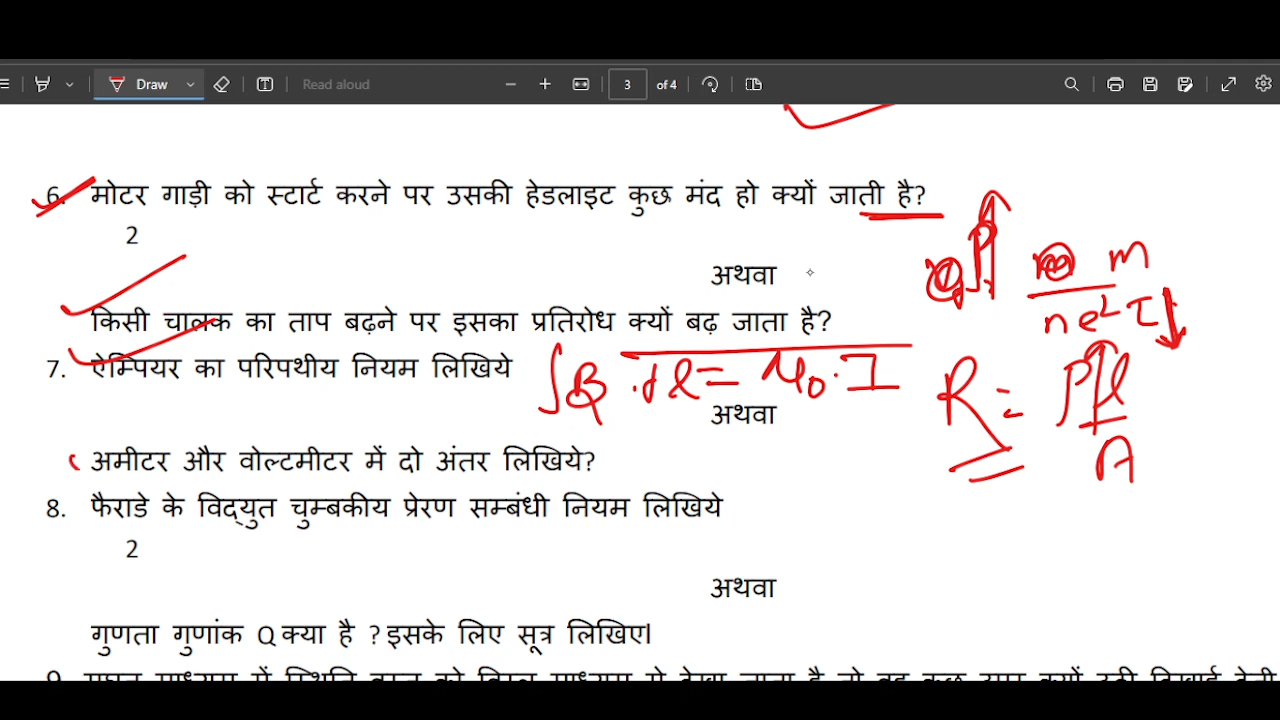 Draw
Read aloud
3 of 4
6. मोटर गाड़ी को स्टार्ट करने पर उसकी हेडलाइट कुछ मंद हो क्यों जाती है?
2
अथवा
किसी चालक का ताप बढ़ने पर इसका प्रतिरोध क्यों बढ़ जाता है?
ρ m
n e² τ
7. ऐम्पियर का परिपथीय नियम लिखिये
∫B . dl = μ₀ . I
R = ρ l
A
अथवा
अमीटर और वोल्टमीटर में दो अंतर लिखिये?
8. फैराडे के विद्युत चुम्बकीय प्रेरण सम्बंधी नियम लिखिये
2
अथवा
गुणता गुणांक Q क्या है ? इसके लिए सूत्र लिखिए।